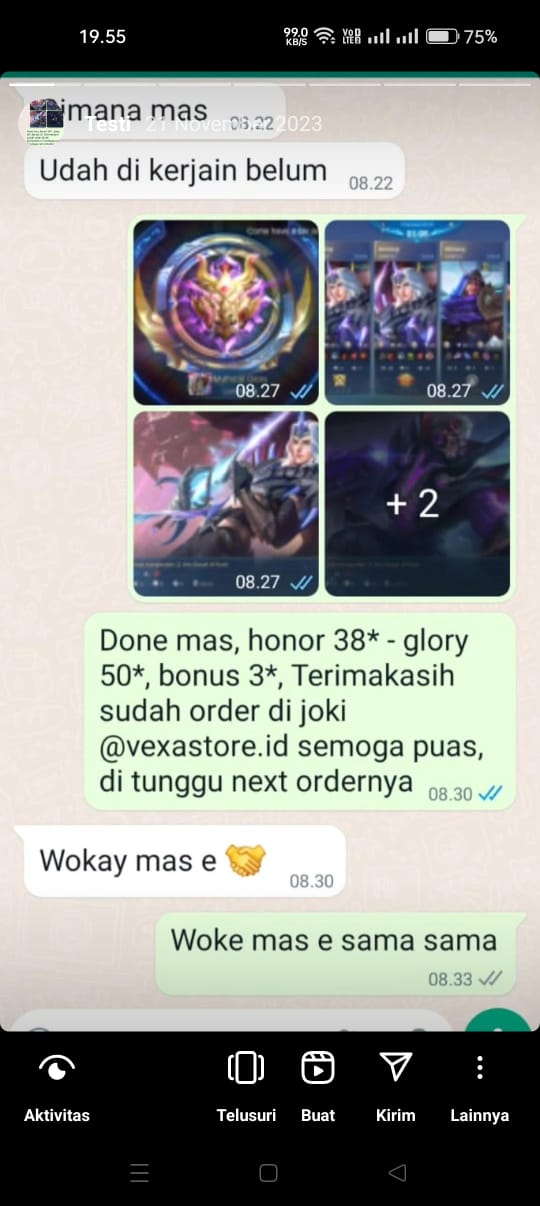 19.55
99.0
KB/S
VoD
LTE
75%
imana mas
08.22
Testi 21 November 2023
Udah di kerjain belum
08.22
08.27
08.27
08.27
+ 2
Done mas, honor 38* - glory
50*, bonus 3*, Terimakasih
sudah order di joki
@vexastore.id semoga puas,
di tunggu next ordernya
08.30
Wokay mas e 🤝
08.30
Woke mas e sama sama
08.33
Aktivitas
Telusuri
Buat
Kirim
Lainnya